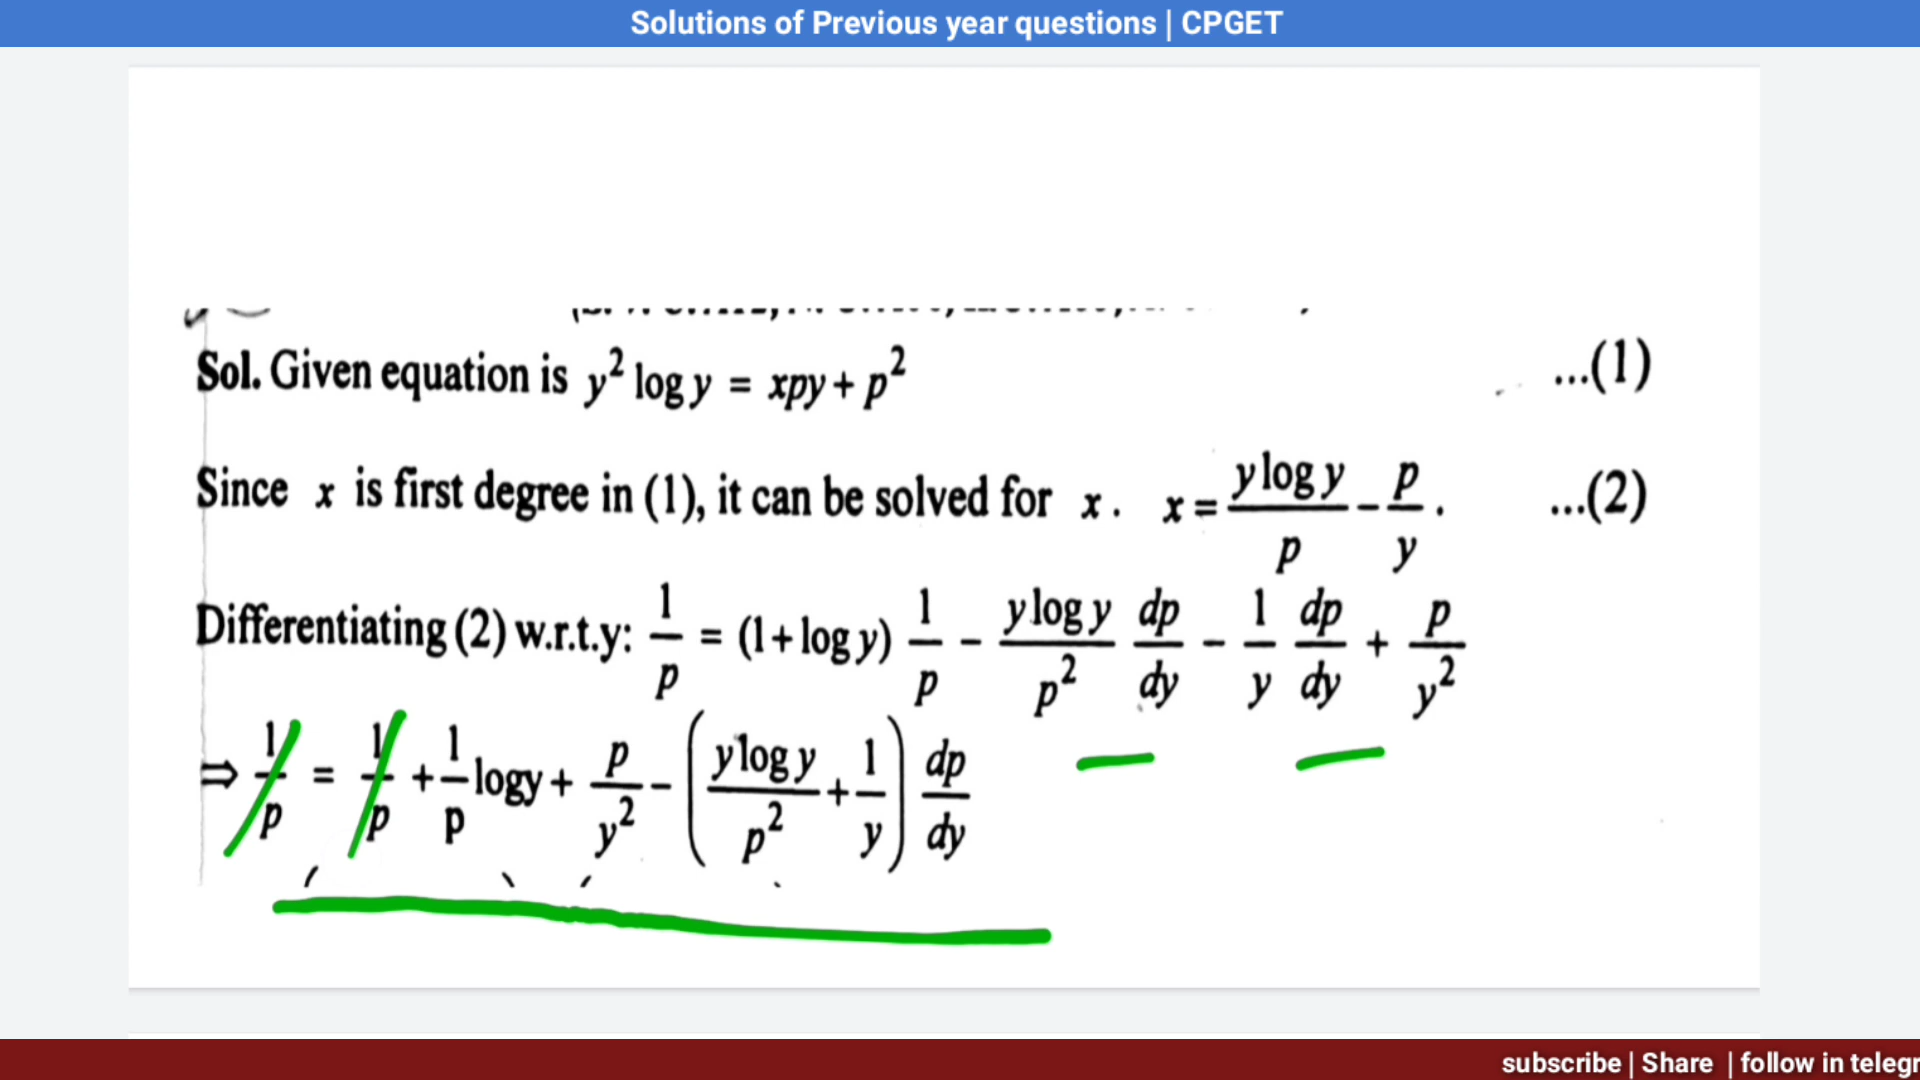 Solutions of Previous year questions | CPGET
Sol. Given equation is y² log y = xpy + p² ...(1)
Since x is first degree in (1), it can be solved for x. x = (y log y)/p − p/y. ...(2)
Differentiating (2) w.r.t.y: 1/p = (1 + log y) 1/p − (y log y)/p² dp/dy − 1/y dp/dy + p/y²
⇒ 1/p = 1/p + 1/p logy + p/y² − ((y log y)/p² + 1/y) dp/dy
subscribe | Share | follow in telegr